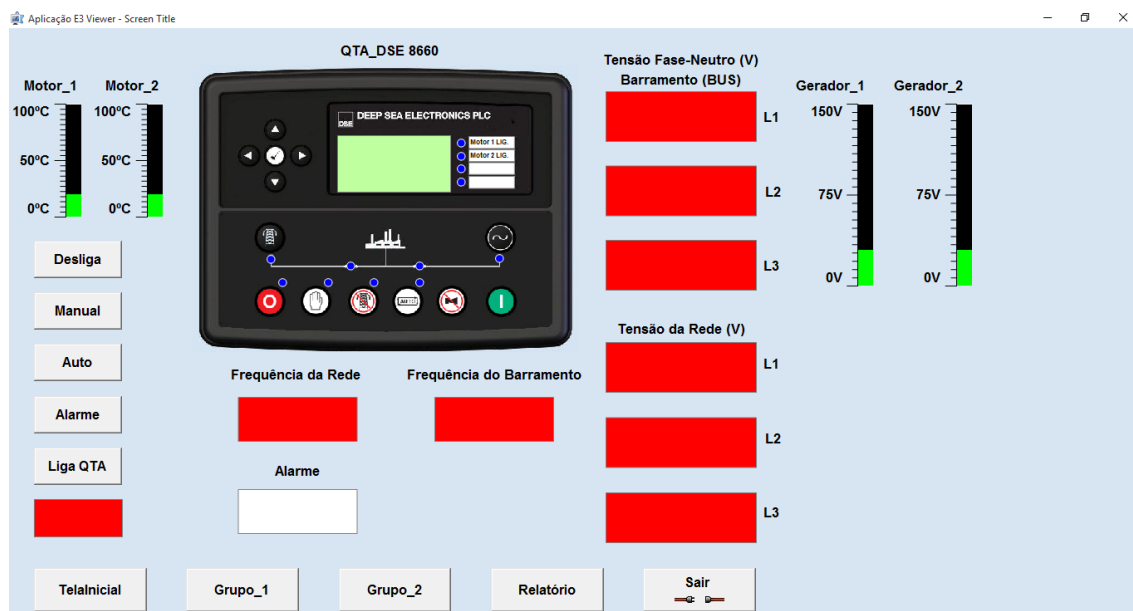 Aplicação E3 Viewer - Screen Title
QTA_DSE 8660
Motor_1
Motor_2
100ºC
100ºC
50ºC
50ºC
0ºC
0ºC
DEEP SEA ELECTRONICS PLC
DSE
Motor 1 LIG.
Motor 2 LIG.
AUTO
Tensão Fase-Neutro (V)
Barramento (BUS)
L1
L2
L3
Gerador_1
Gerador_2
150V
150V
75V
75V
0V
0V
Desliga
Manual
Auto
Alarme
Liga QTA
Frequência da Rede
Frequência do Barramento
Alarme
Tensão da Rede (V)
L1
L2
L3
TelaInicial
Grupo_1
Grupo_2
Relatório
Sair